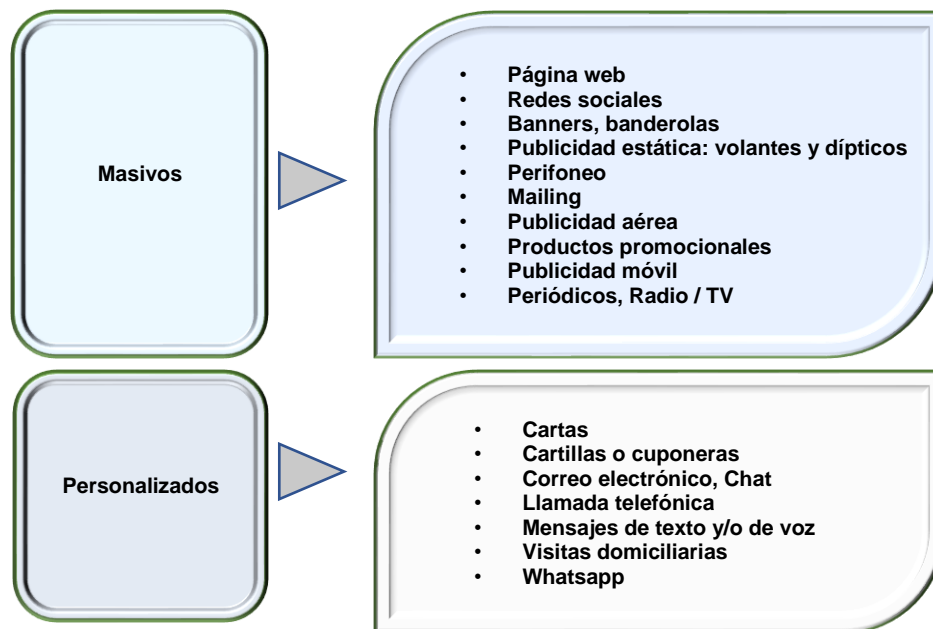 Masivos
• Página web
• Redes sociales
• Banners, banderolas
• Publicidad estática: volantes y dípticos
• Perifoneo
• Mailing
• Publicidad aérea
• Productos promocionales
• Publicidad móvil
• Periódicos, Radio / TV
Personalizados
• Cartas
• Cartillas o cuponeras
• Correo electrónico, Chat
• Llamada telefónica
• Mensajes de texto y/o de voz
• Visitas domiciliarias
• Whatsapp